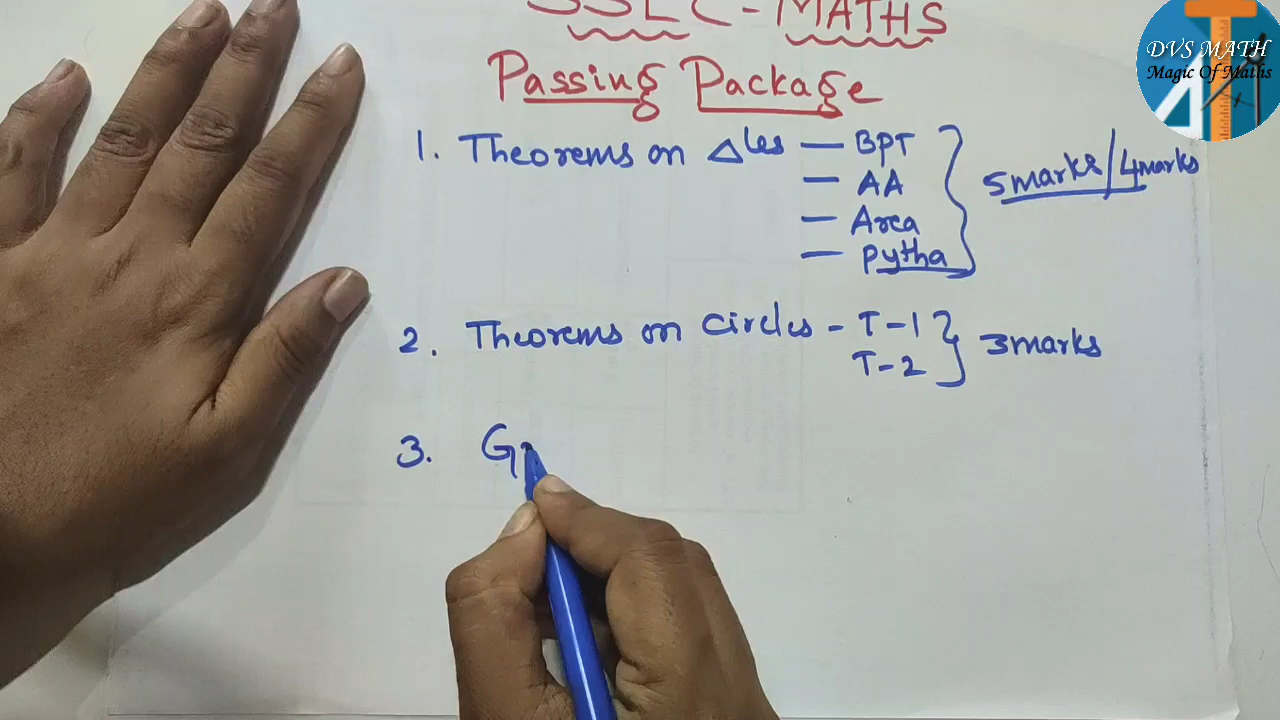 SSLC - MATHS
Passing Package
1. Theorems on △les — BPT
— AA
— Area
— Pytha
5marks/4marks
2. Theorems on circles - T-1
T-2
3marks
3. G
DVS MATH
Magic Of Maths